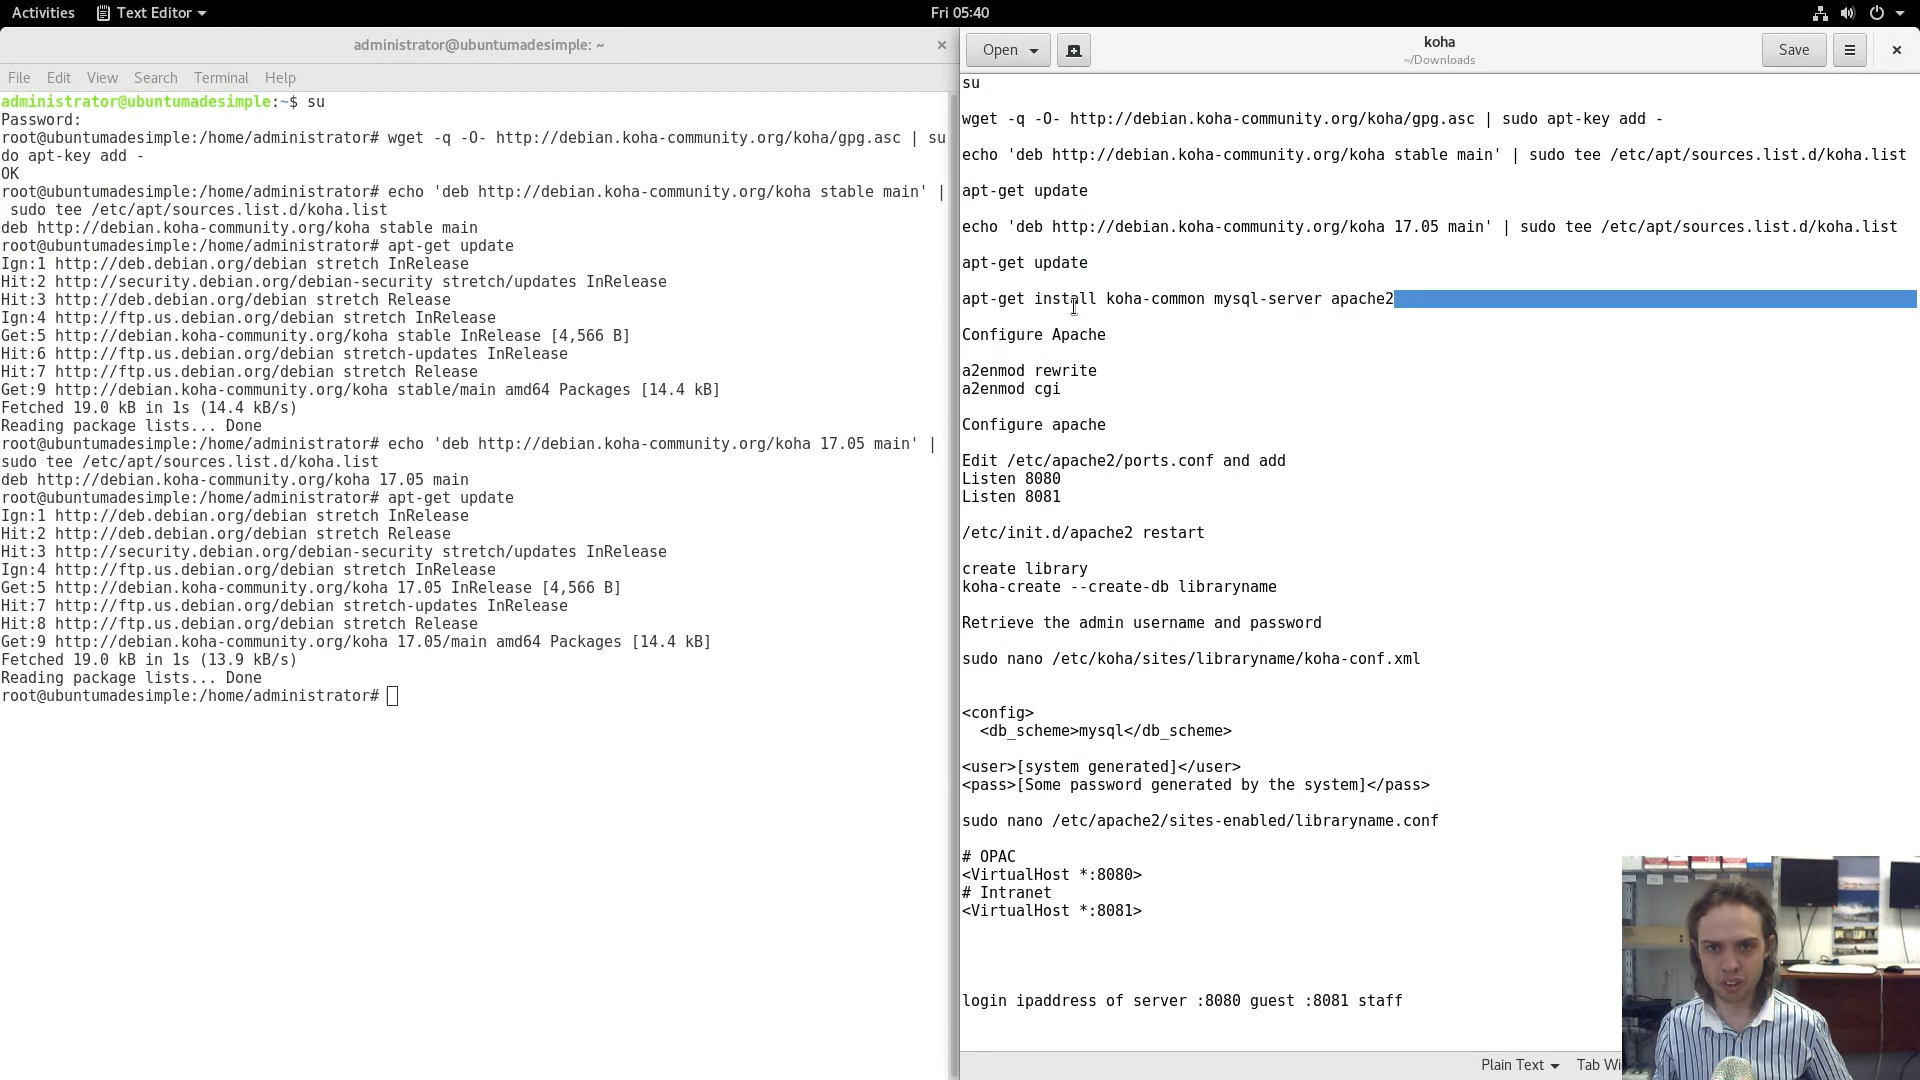 Activities
Text Editor
Fri 05:40
administrator@ubuntumadesimple: ~
File Edit View Search Terminal Help
administrator@ubuntumadesimple:~$ su
Password:
root@ubuntumadesimple:/home/administrator# wget -q -O- http://debian.koha-community.org/koha/gpg.asc | su
do apt-key add -
OK
root@ubuntumadesimple:/home/administrator# echo 'deb http://debian.koha-community.org/koha stable main' |
 sudo tee /etc/apt/sources.list.d/koha.list
deb http://debian.koha-community.org/koha stable main
root@ubuntumadesimple:/home/administrator# apt-get update
Ign:1 http://deb.debian.org/debian stretch InRelease
Hit:2 http://security.debian.org/debian-security stretch/updates InRelease
Hit:3 http://deb.debian.org/debian stretch Release
Ign:4 http://ftp.us.debian.org/debian stretch InRelease
Get:5 http://debian.koha-community.org/koha stable InRelease [4,566 B]
Hit:6 http://ftp.us.debian.org/debian stretch-updates InRelease
Hit:7 http://ftp.us.debian.org/debian stretch Release
Get:9 http://debian.koha-community.org/koha stable/main amd64 Packages [14.4 kB]
Fetched 19.0 kB in 1s (14.4 kB/s)
Reading package lists... Done
root@ubuntumadesimple:/home/administrator# echo 'deb http://debian.koha-community.org/koha 17.05 main' |
sudo tee /etc/apt/sources.list.d/koha.list
deb http://debian.koha-community.org/koha 17.05 main
root@ubuntumadesimple:/home/administrator# apt-get update
Ign:1 http://deb.debian.org/debian stretch InRelease
Hit:2 http://deb.debian.org/debian stretch Release
Hit:3 http://security.debian.org/debian-security stretch/updates InRelease
Ign:4 http://ftp.us.debian.org/debian stretch InRelease
Get:5 http://debian.koha-community.org/koha 17.05 InRelease [4,566 B]
Hit:7 http://ftp.us.debian.org/debian stretch-updates InRelease
Hit:8 http://ftp.us.debian.org/debian stretch Release
Get:9 http://debian.koha-community.org/koha 17.05/main amd64 Packages [14.4 kB]
Fetched 19.0 kB in 1s (13.9 kB/s)
Reading package lists... Done
root@ubuntumadesimple:/home/administrator#
Open
koha
~/Downloads
Save
su
wget -q -O- http://debian.koha-community.org/koha/gpg.asc | sudo apt-key add -
echo 'deb http://debian.koha-community.org/koha stable main' | sudo tee /etc/apt/sources.list.d/koha.list
apt-get update
echo 'deb http://debian.koha-community.org/koha 17.05 main' | sudo tee /etc/apt/sources.list.d/koha.list
apt-get update
apt-get install koha-common mysql-server apache2
Configure Apache
a2enmod rewrite
a2enmod cgi
Configure apache
Edit /etc/apache2/ports.conf and add
Listen 8080
Listen 8081
/etc/init.d/apache2 restart
create library
koha-create --create-db libraryname
Retrieve the admin username and password
sudo nano /etc/koha/sites/libraryname/koha-conf.xml
<config>
  <db_scheme>mysql</db_scheme>
<user>[system generated]</user>
<pass>[Some password generated by the system]</pass>
sudo nano /etc/apache2/sites-enabled/libraryname.conf
# OPAC
<VirtualHost *:8080>
# Intranet
<VirtualHost *:8081>
login ipaddress of server :8080 guest :8081 staff
Plain Text
Tab Wi